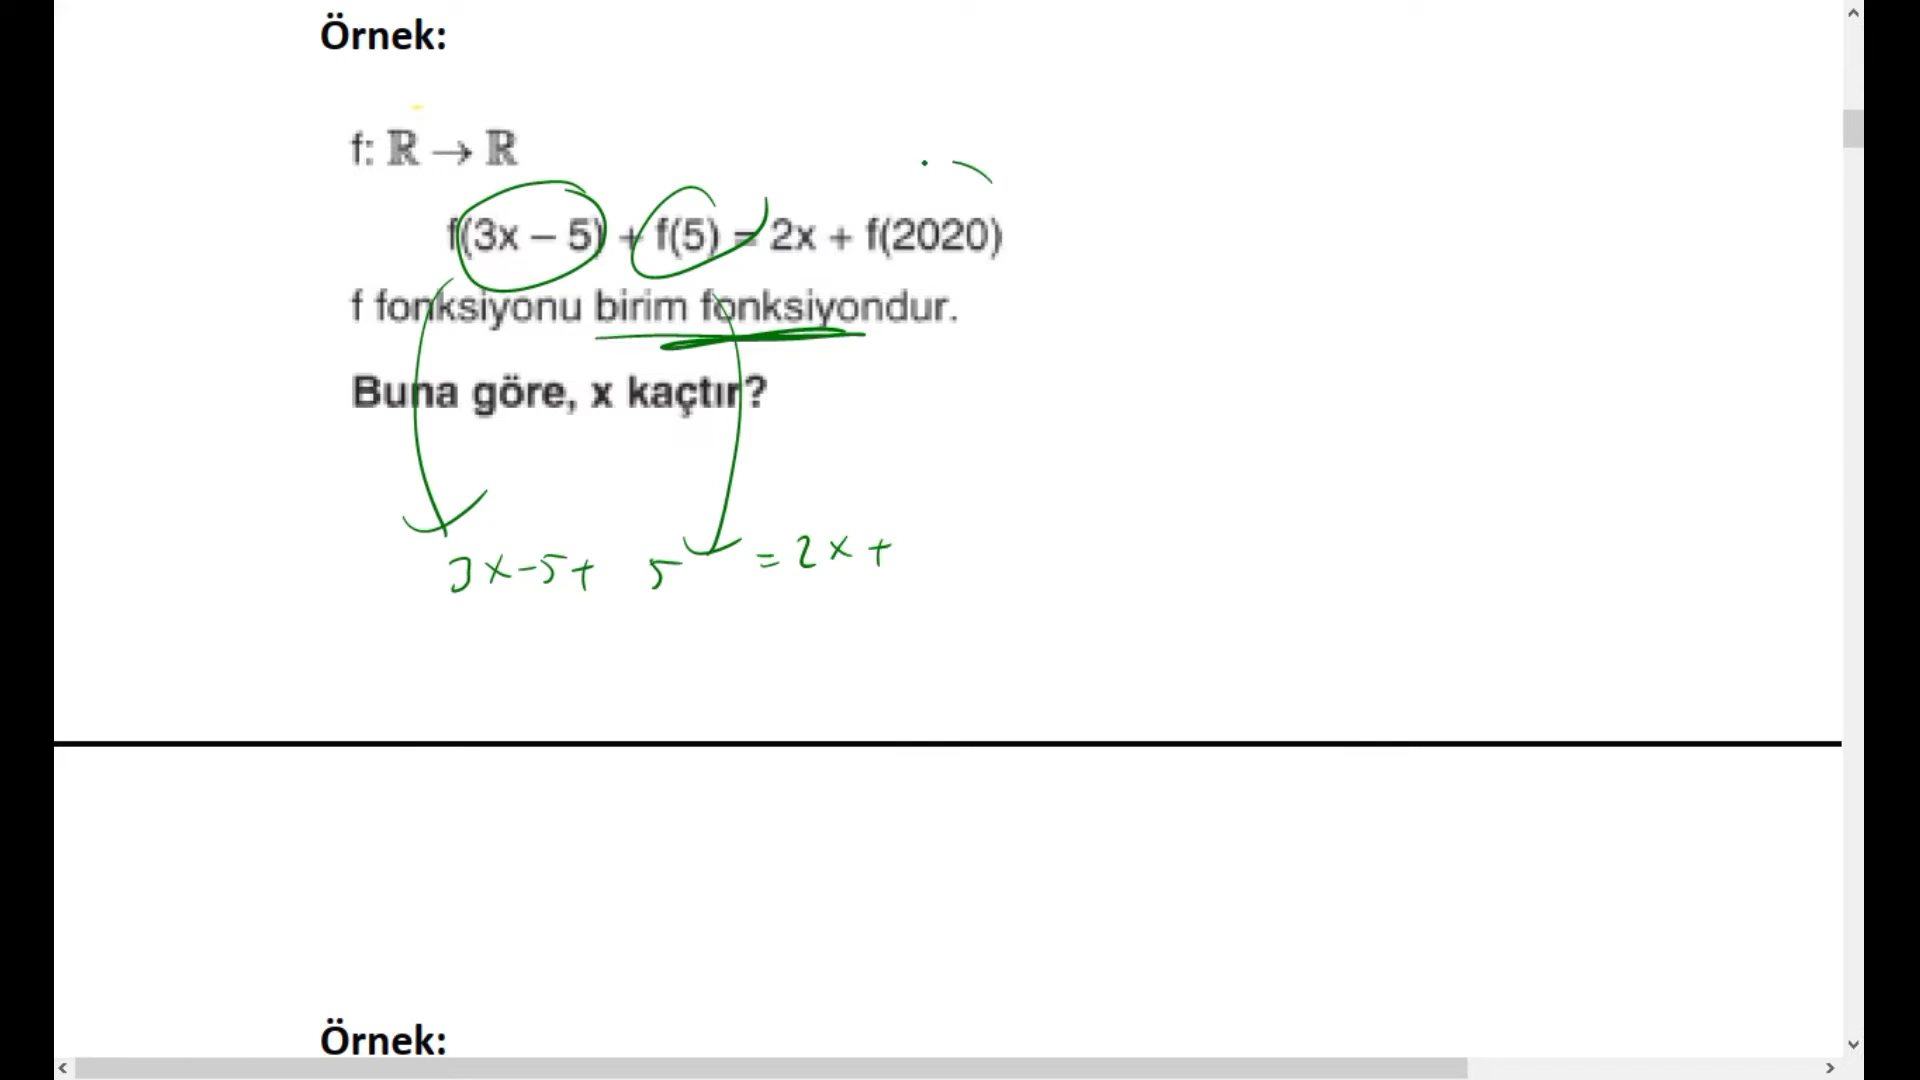 Örnek:
f: ℝ → ℝ
f(3x – 5) + f(5) = 2x + f(2020)
f fonksiyonu birim fonksiyondur.
Buna göre, x kaçtır?
3x-5+ 5 = 2x +
Örnek: